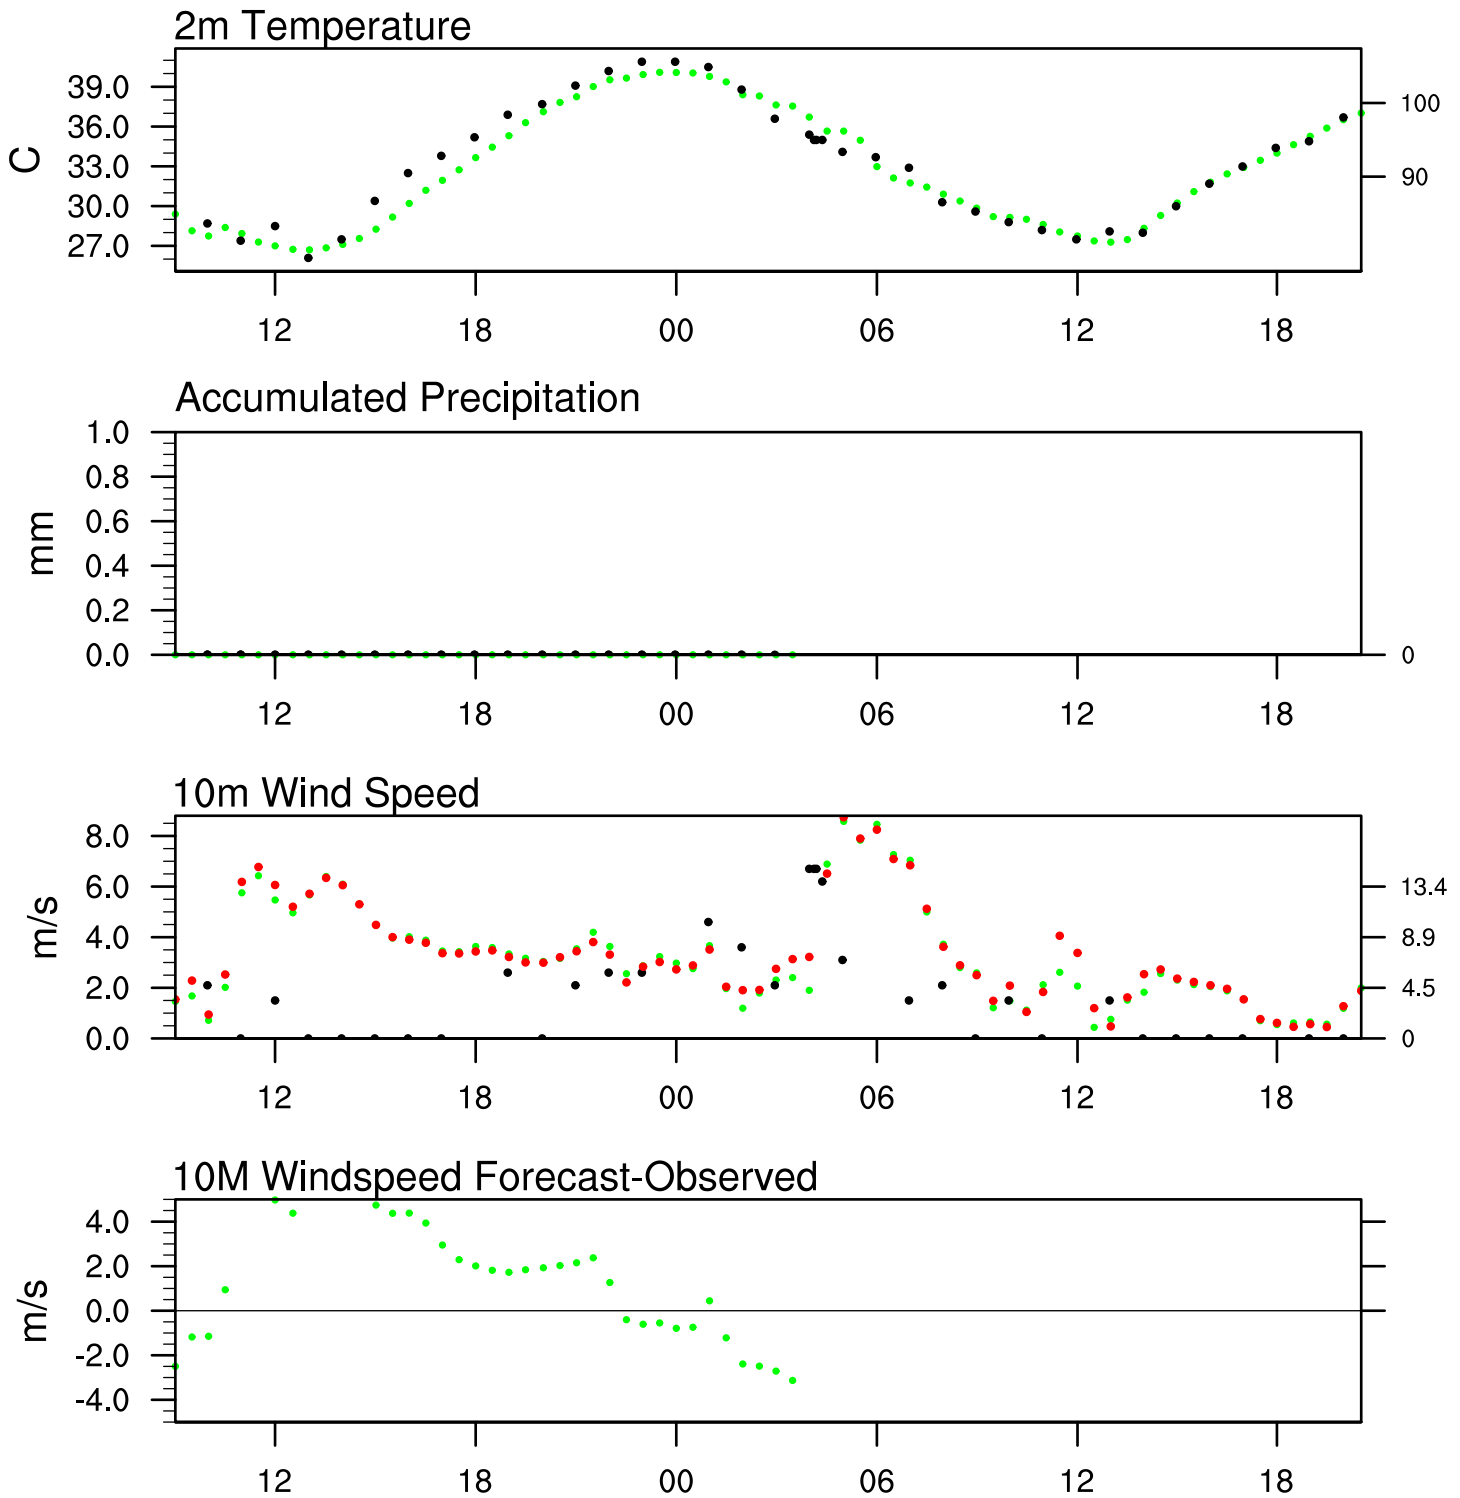 2m Temperature
39.0
36.0
33.0
30.0
27.0
C
100
90
12 18 00 06 12 18
Accumulated Precipitation
1.0
0.8
0.6
0.4
0.2
0.0
mm
0
12 18 00 06 12 18
10m Wind Speed
8.0
6.0
4.0
2.0
0.0
m/s
13.4
8.9
4.5
0
12 18 00 06 12 18
10M Windspeed Forecast-Observed
4.0
2.0
0.0
-2.0
-4.0
m/s
12 18 00 06 12 18